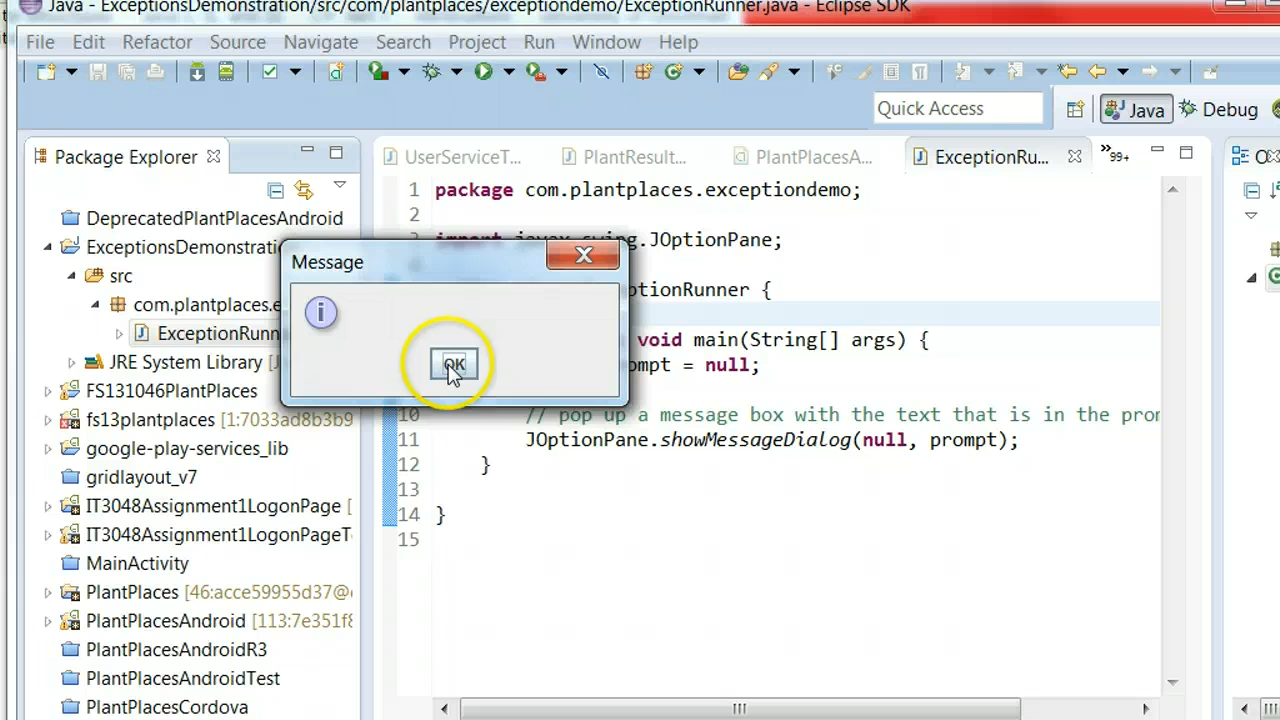 Java - ExceptionsDemonstration/src/com/plantplaces/exceptiondemo/ExceptionRunner.java - Eclipse SDK
File Edit Refactor Source Navigate Search Project Run Window Help
Quick Access
Java
Debug
Package Explorer
UserServiceT...
PlantResult...
PlantPlacesA...
ExceptionRu...
99+
DeprecatedPlantPlacesAndroid
ExceptionsDemonstrati
src
com.plantplaces.e
ExceptionRunn
JRE System Library [
FS131046PlantPlaces
fs13plantplaces [1:7033ad8b3b9
google-play-services_lib
gridlayout_v7
IT3048Assignment1LogonPage [
IT3048Assignment1LogonPageT
MainActivity
PlantPlaces [46:acce59955d37@
PlantPlacesAndroid [113:7e351f8
PlantPlacesAndroidR3
PlantPlacesAndroidTest
PlantPlacesCordova
1 package com.plantplaces.exceptiondemo;
2
import javax.swing.JOptionPane;
ptionRunner {
void main(String[] args) {
ompt = null;
10 // pop up a message box with the text that is in the pro
11 JOptionPane.showMessageDialog(null, prompt);
12 }
13
14 }
15
Message
OK